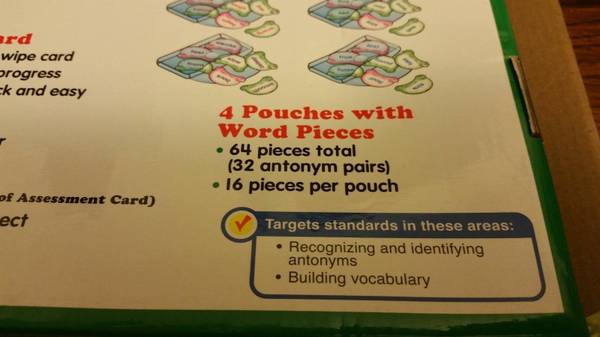 ard
wipe card
progress
ck and easy
4 Pouches with
Word Pieces
• 64 pieces total
(32 antonym pairs)
• 16 pieces per pouch
of Assessment Card)
ect
Targets standards in these areas:
• Recognizing and identifying
antonyms
• Building vocabulary